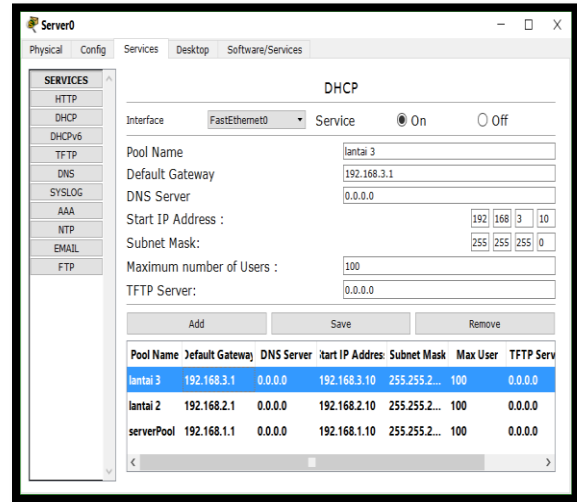 Server0
Physical Config Services Desktop Software/Services
SERVICES
HTTP
DHCP
DHCPv6
TFTP
DNS
SYSLOG
AAA
NTP
EMAIL
FTP
DHCP
Interface FastEthernet0 Service On Off
Pool Name lantai 3
Default Gateway 192.168.3.1
DNS Server 0.0.0.0
Start IP Address : 192 168 3 10
Subnet Mask: 255 255 255 0
Maximum number of Users : 100
TFTP Server: 0.0.0.0
Add Save Remove
Pool Name Default Gateway DNS Server Start IP Addres: Subnet Mask Max User TFTP Serv
lantai 3 192.168.3.1 0.0.0.0 192.168.3.10 255.255.2... 100 0.0.0.0
lantai 2 192.168.2.1 0.0.0.0 192.168.2.10 255.255.2... 100 0.0.0.0
serverPool 192.168.1.1 0.0.0.0 192.168.1.10 255.255.2... 100 0.0.0.0